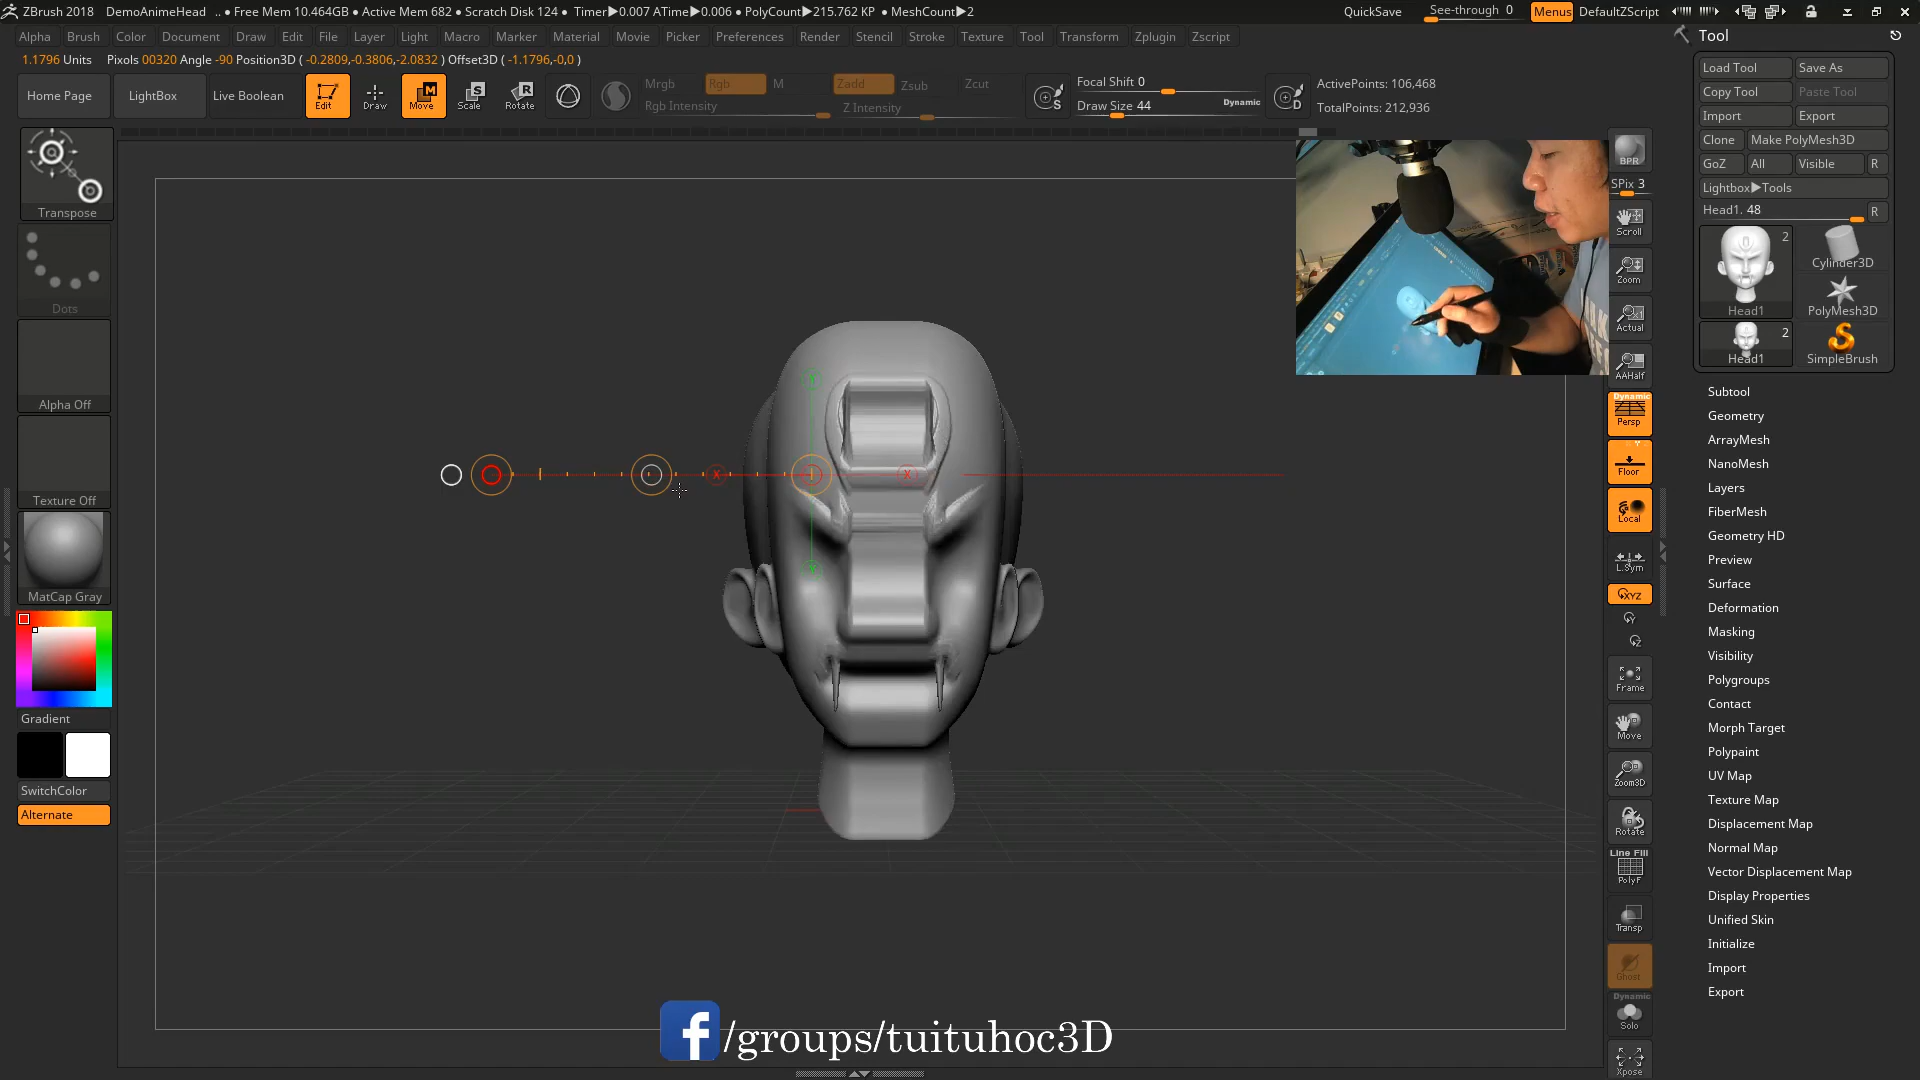 ZBrush 2018 DemoAnimeHead .. ● Free Mem 10.464GB ● Active Mem 682 ● Scratch Disk 124 ● Timer▶0.007 ATime▶0.006 ● PolyCount▶215.762 KP ● MeshCount▶2 QuickSave See-through 0 Menus DefaultZScript
Alpha Brush Color Document Draw Edit File Layer Light Macro Marker Material Movie Picker Preferences Render Stencil Stroke Texture Tool Transform Zplugin Zscript
1.1796 Units Pixols 00320 Angle -90 Position3D ( -0.2809,-0.3806,-2.0832 ) Offset3D ( -1.1796,-0,0 )
Home Page LightBox Live Boolean Edit Draw Move Scale Rotate
Mrgb Rgb M Zadd Zsub Zcut
Rgb Intensity Z Intensity
Focal Shift 0
Draw Size 44 Dynamic
ActivePoints: 106,468
TotalPoints: 212,936
Transpose
Dots
Alpha Off
Texture Off
MatCap Gray
Gradient
SwitchColor
Alternate
/groups/tuituhoc3D
BPR
SPix 3
Scroll
Zoom
Actual
AAHalf
Dynamic
Persp
Floor
Local
L.Sym
XYZ
Y
Z
Frame
Move
Zoom3D
Rotate
Line Fill
PolyF
Transp
Ghost
Dynamic
Solo
Xpose
Tool
Load Tool Save As
Copy Tool Paste Tool
Import Export
Clone Make PolyMesh3D
GoZ All Visible R
Lightbox▶Tools
Head1. 48 R
2
Head1
Cylinder3D
PolyMesh3D
2
Head1
SimpleBrush
Subtool
Geometry
ArrayMesh
NanoMesh
Layers
FiberMesh
Geometry HD
Preview
Surface
Deformation
Masking
Visibility
Polygroups
Contact
Morph Target
Polypaint
UV Map
Texture Map
Displacement Map
Normal Map
Vector Displacement Map
Display Properties
Unified Skin
Initialize
Import
Export